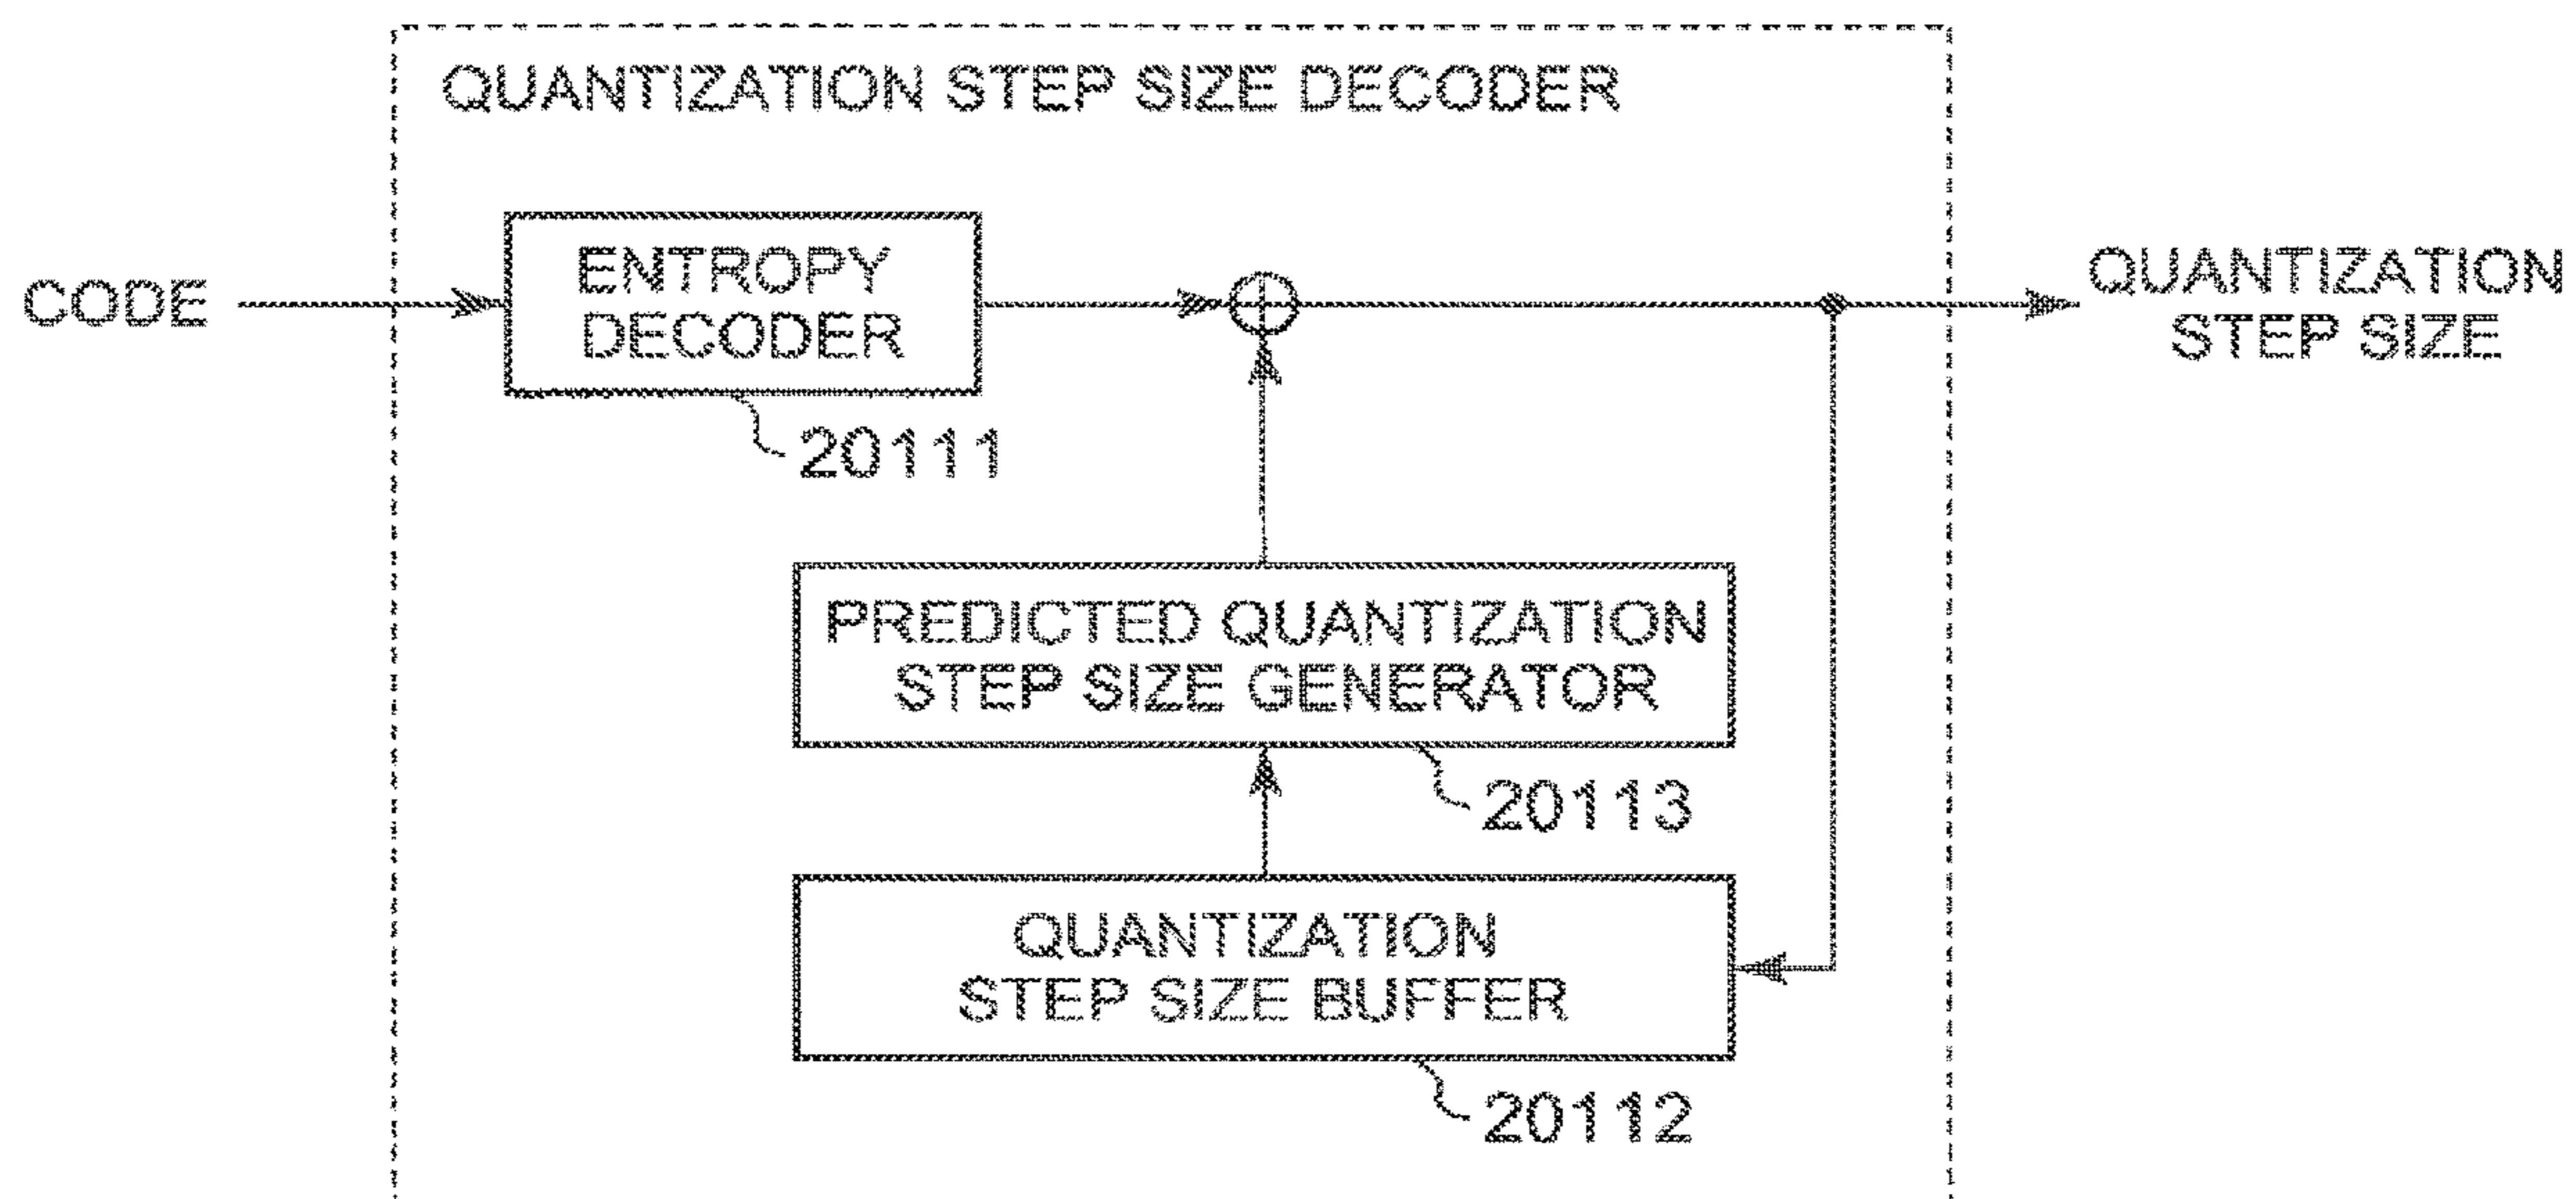 QUANTIZATION STEP SIZE DECODER
CODE
ENTROPY
DECODER
20111
QUANTIZATION
STEP SIZE
PREDICTED QUANTIZATION
STEP SIZE GENERATOR
20113
QUANTIZATION
STEP SIZE BUFFER
20112